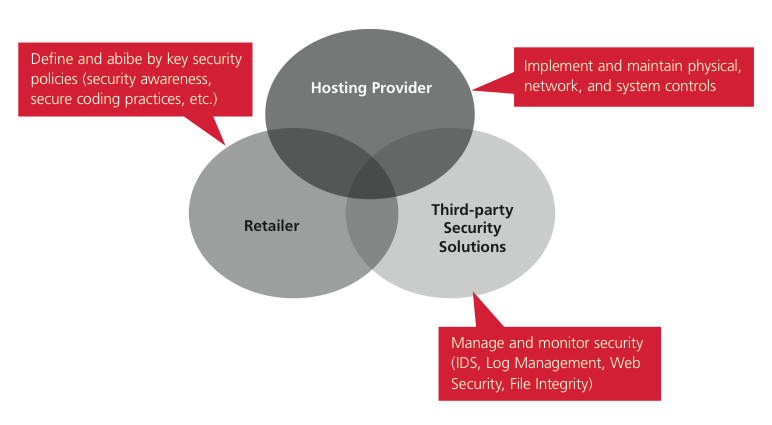 Define and abibe by key security
policies (security awareness,
secure coding practices, etc.)
Hosting Provider
Implement and maintain physical,
network, and system controls
Retailer
Third-party
Security
Solutions
Manage and monitor security
(IDS, Log Management, Web
Security, File Integrity)